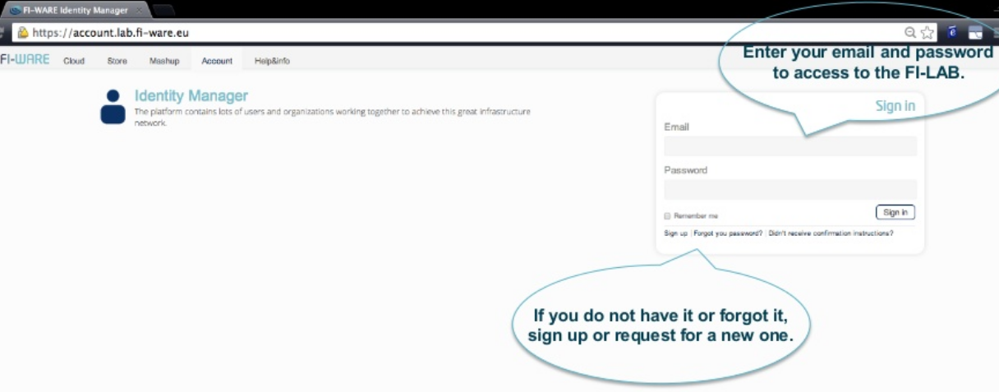 FI-WARE Identity Manager
https://account.lab.fi-ware.eu
FI-WARE Cloud Store Mashup Account Help&info
Enter your email and password
to access to the FI-LAB.
Identity Manager
The platform contains lots of users and organizations working together to achieve this great infrastructure
network.
Sign in
Email
Password
Remember me
Sign in
Sign up | Forgot you password? | Didn't receive confirmation instructions?
If you do not have it or forgot it,
sign up or request for a new one.